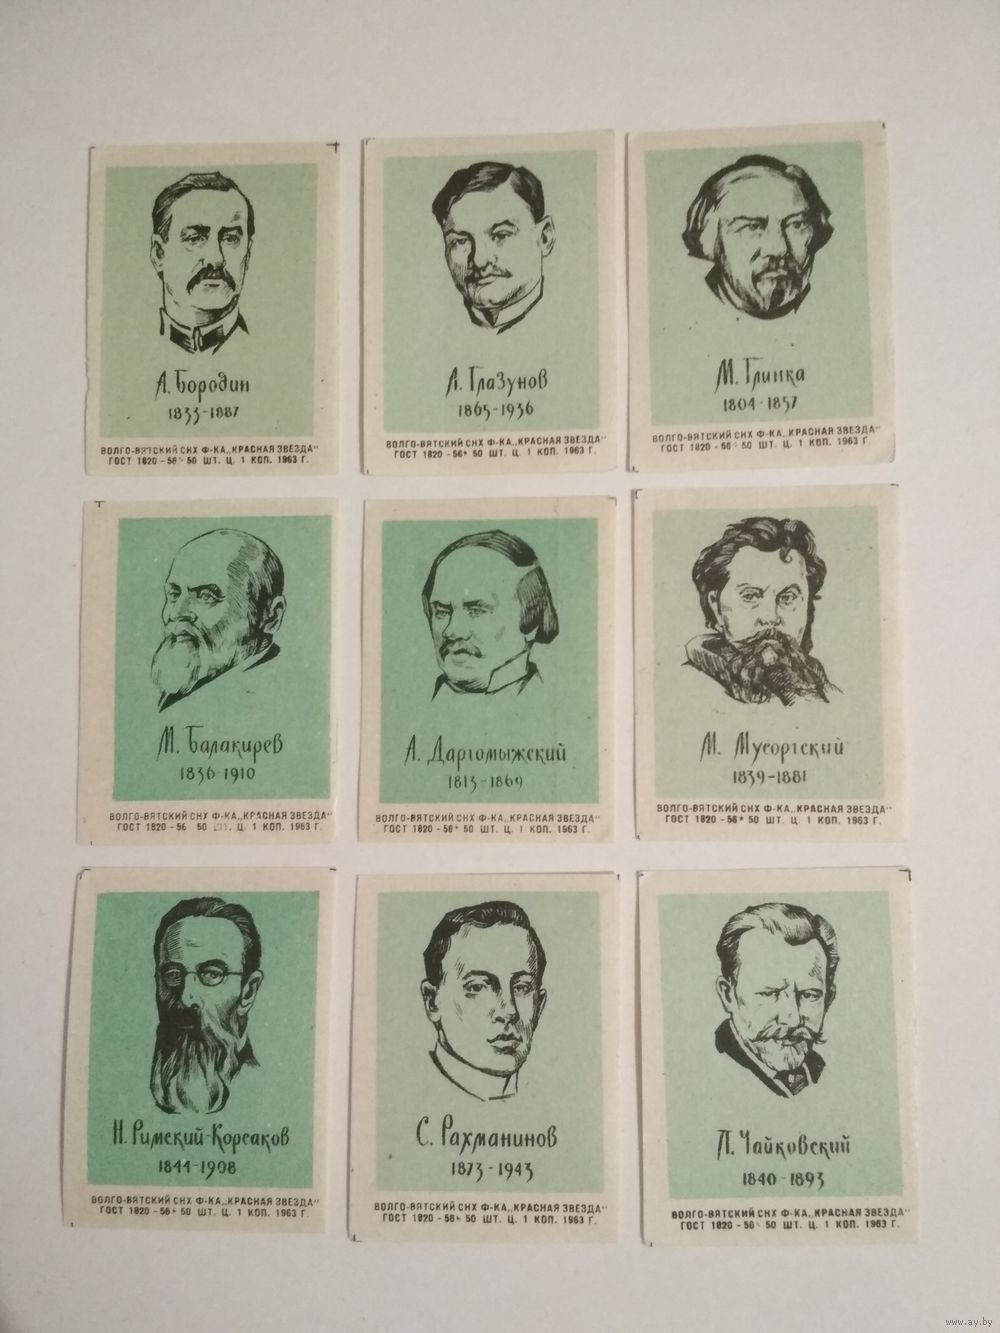 А. Бородин
1833-1887
ВОЛГО-ВЯТСКИЙ СНХ Ф-КА „КРАСНАЯ ЗВЕЗДА“
ГОСТ 1820-56 50 ШТ. Ц. 1 КОП. 1963 Г.
А. Глазунов
1865-1936
ВОЛГО-ВЯТСКИЙ СНХ Ф-КА „КРАСНАЯ ЗВЕЗДА“
ГОСТ 1820-56* 50 ШТ. Ц. 1 КОП. 1963 Г.
М. Глинка
1804-1857
ВОЛГО-ВЯТСКИЙ СНХ Ф-КА „КРАСНАЯ ЗВЕЗДА“
ГОСТ 1820-56 50 ШТ. Ц. 1 КОП. 1963 Г.
М. Балакирев
1836-1910
ВОЛГО-ВЯТСКИЙ СНХ Ф-КА „КРАСНАЯ ЗВЕЗДА“
ГОСТ 1820-56 50 ШТ. Ц. 1 КОП. 1963 Г.
А. Даргомыжский
1813-1869
ВОЛГО-ВЯТСКИЙ СНХ Ф-КА „КРАСНАЯ ЗВЕЗДА“
ГОСТ 1820-56* 50 ШТ. Ц. 1 КОП. 1963 Г.
М. Мусоргский
1839-1881
ВОЛГО-ВЯТСКИЙ СНХ Ф-КА „КРАСНАЯ ЗВЕЗДА“
ГОСТ 1820-56* 50 ШТ. Ц. 1 КОП. 1963 Г.
Н. Римский-Корсаков
1844-1908
ВОЛГО-ВЯТСКИЙ СНХ Ф-КА „КРАСНАЯ ЗВЕЗДА“
ГОСТ 1820-56* 50 ШТ. Ц. 1 КОП. 1963 Г.
С. Рахманинов
1873-1943
ВОЛГО-ВЯТСКИЙ СНХ Ф-КА „КРАСНАЯ ЗВЕЗДА“
ГОСТ 1820-56 50 ШТ. Ц. 1 КОП. 1963 Г.
П. Чайковский
1840-1893
ВОЛГО-ВЯТСКИЙ СНХ Ф-КА „КРАСНАЯ ЗВЕЗДА“
ГОСТ 1820-56 50 ШТ. Ц. 1 КОП. 1963 Г.
www.ay.by